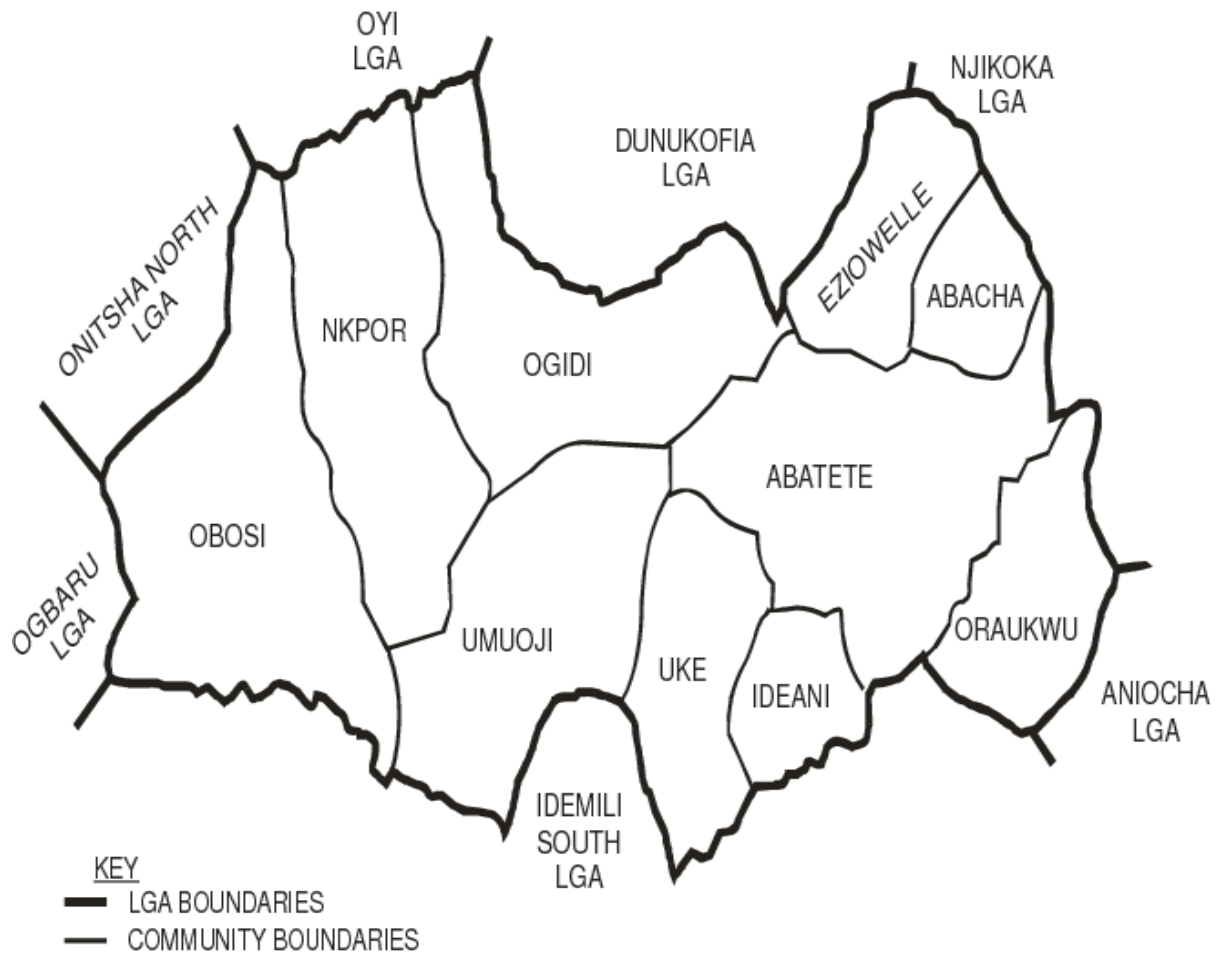 OYI
LGA
NJIKOKA
LGA
DUNUKOFIA
LGA
ONITSHA NORTH
LGA
EZIOWELLE
ABACHA
NKPOR
OGIDI
ABATETE
OBOSI
OGBARU
LGA
UMUOJI
UKE
IDEANI
ORAUKWU
ANIOCHA
LGA
IDEMILI
SOUTH
LGA
KEY
LGA BOUNDARIES
COMMUNITY BOUNDARIES